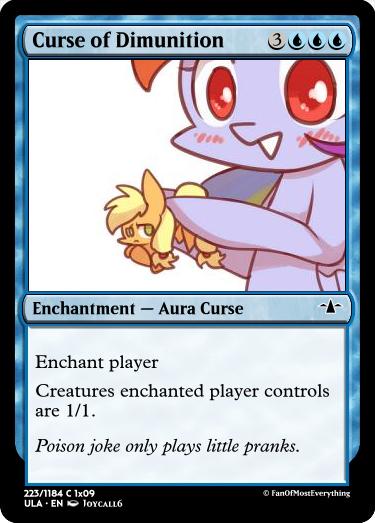 Curse of Dimunition 3
Enchantment — Aura Curse
Enchant player
Creatures enchanted player controls
are 1/1.
Poison joke only plays little pranks.
223/1184 C 1x09
ULA • EN Joycall6
© FanOfMostEverything